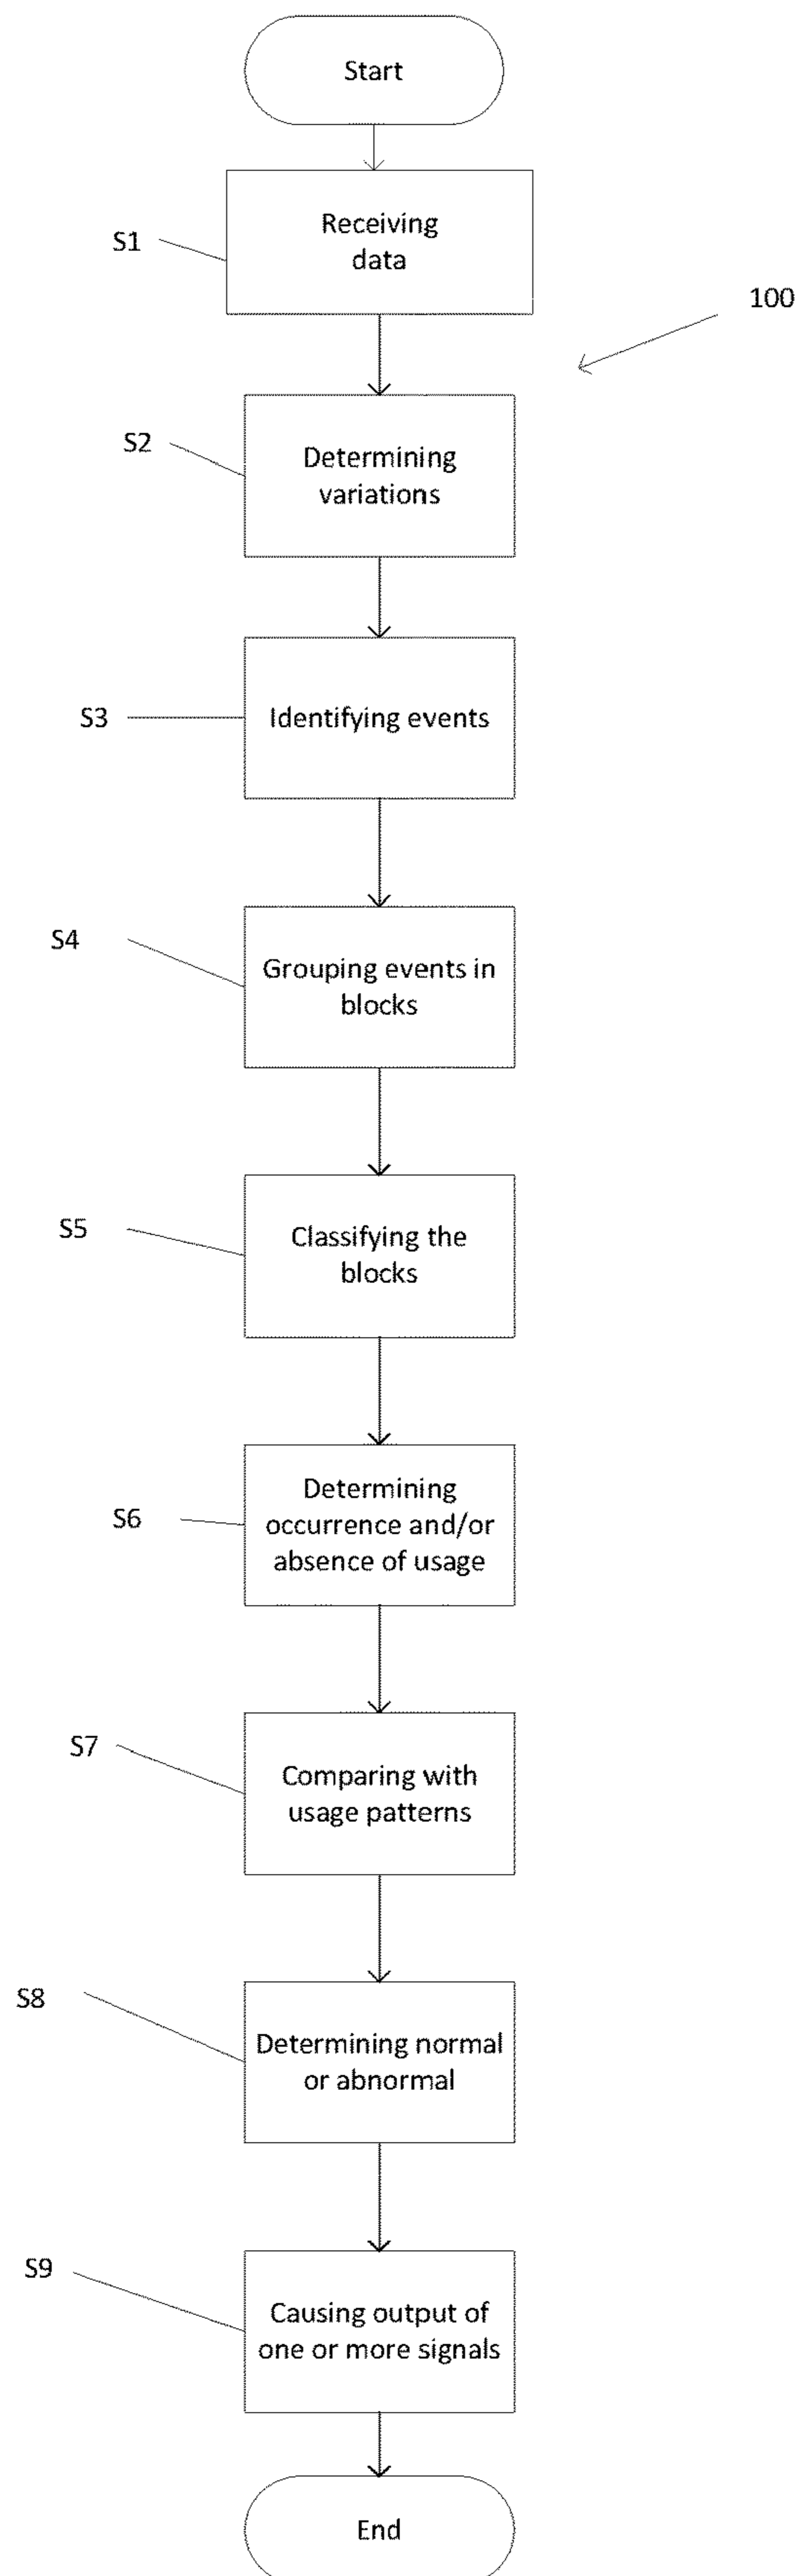 Start
S1
Receiving
data
100
S2
Determining
variations
S3
Identifying events
S4
Grouping events in
blocks
S5
Classifying the
blocks
S6
Determining
occurrence and/or
absence of usage
S7
Comparing with
usage patterns
S8
Determining normal
or abnormal
S9
Causing output of
one or more signals
End